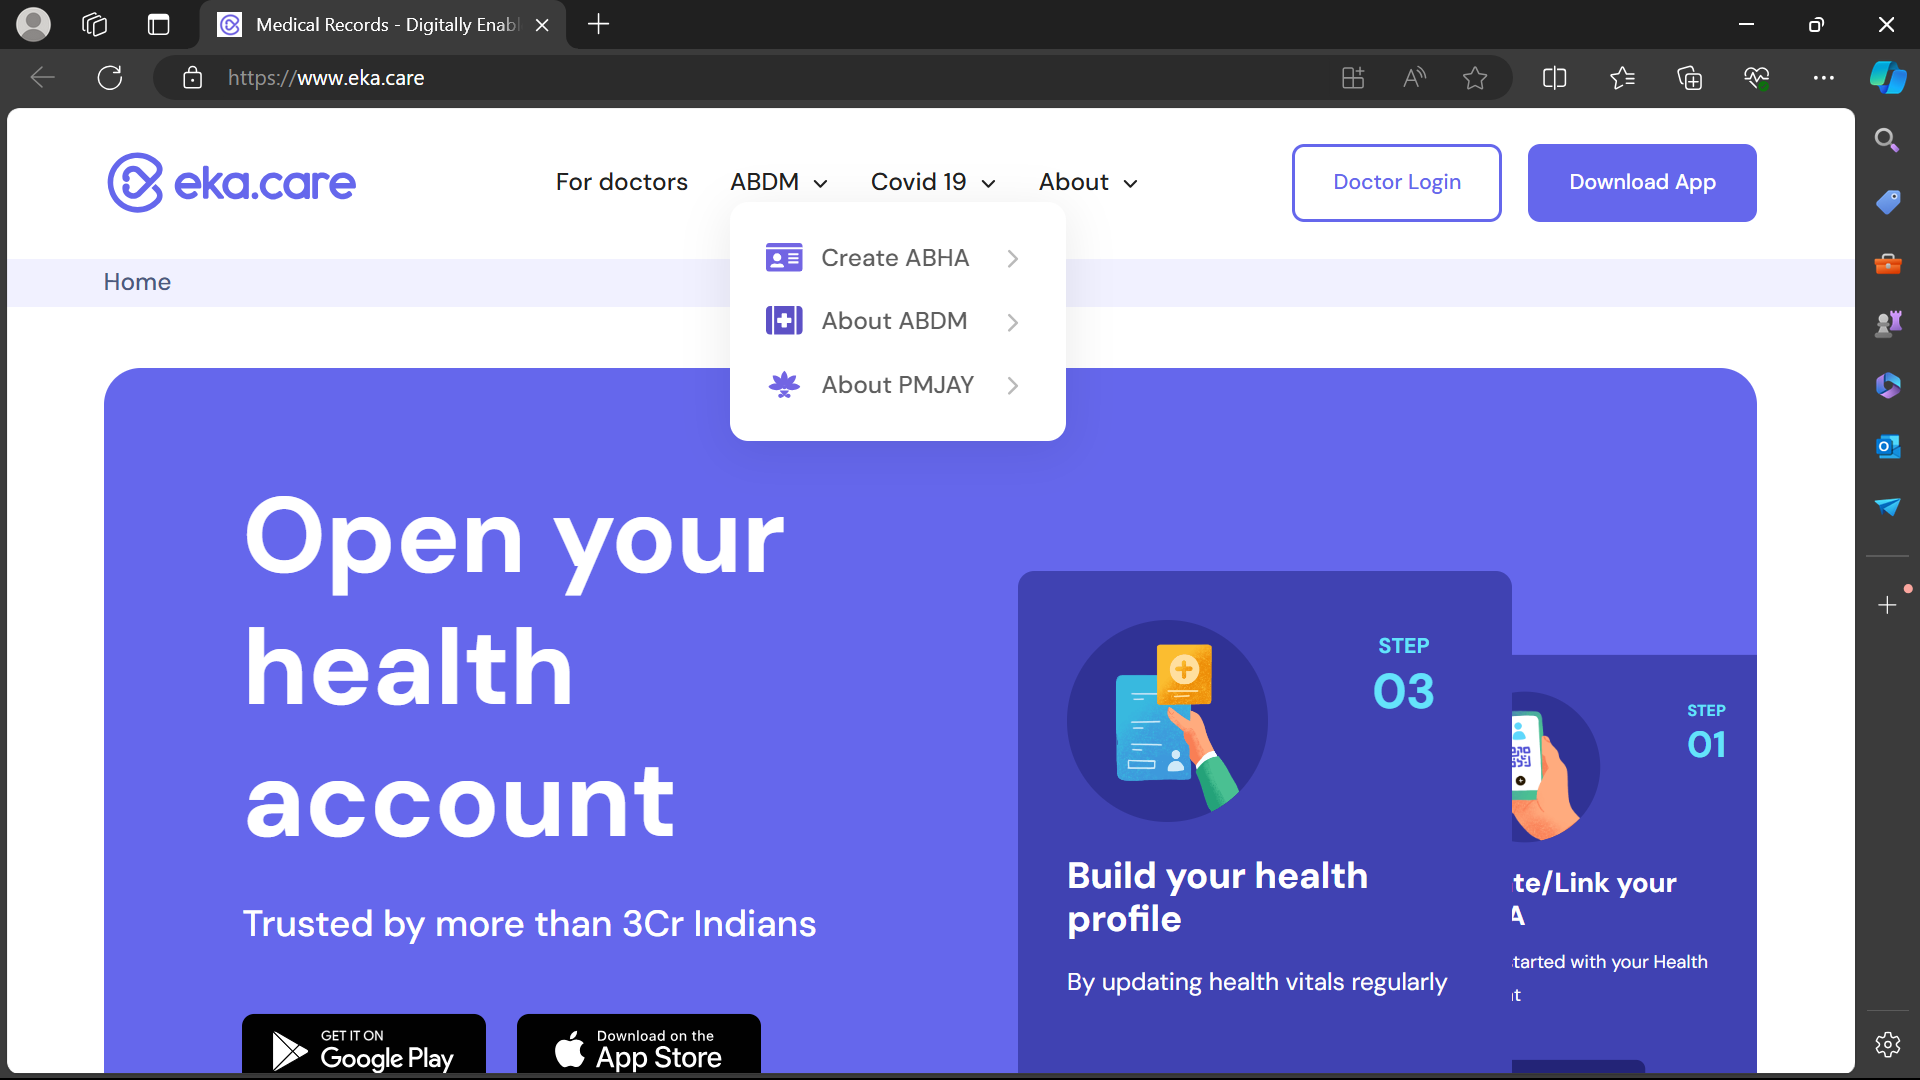 Medical Records - Digitally Enabl
https://www.eka.care
eka.care
For doctors
ABDM
Covid 19
About
Doctor Login
Download App
Create ABHA
About ABDM
About PMJAY
Home
Open your
health
account
Trusted by more than 3Cr Indians
GET IT ON
Google Play
Download on the
App Store
STEP
03
Build your health
profile
By updating health vitals regularly
STEP
01
te/Link your
A
tarted with your Health
t